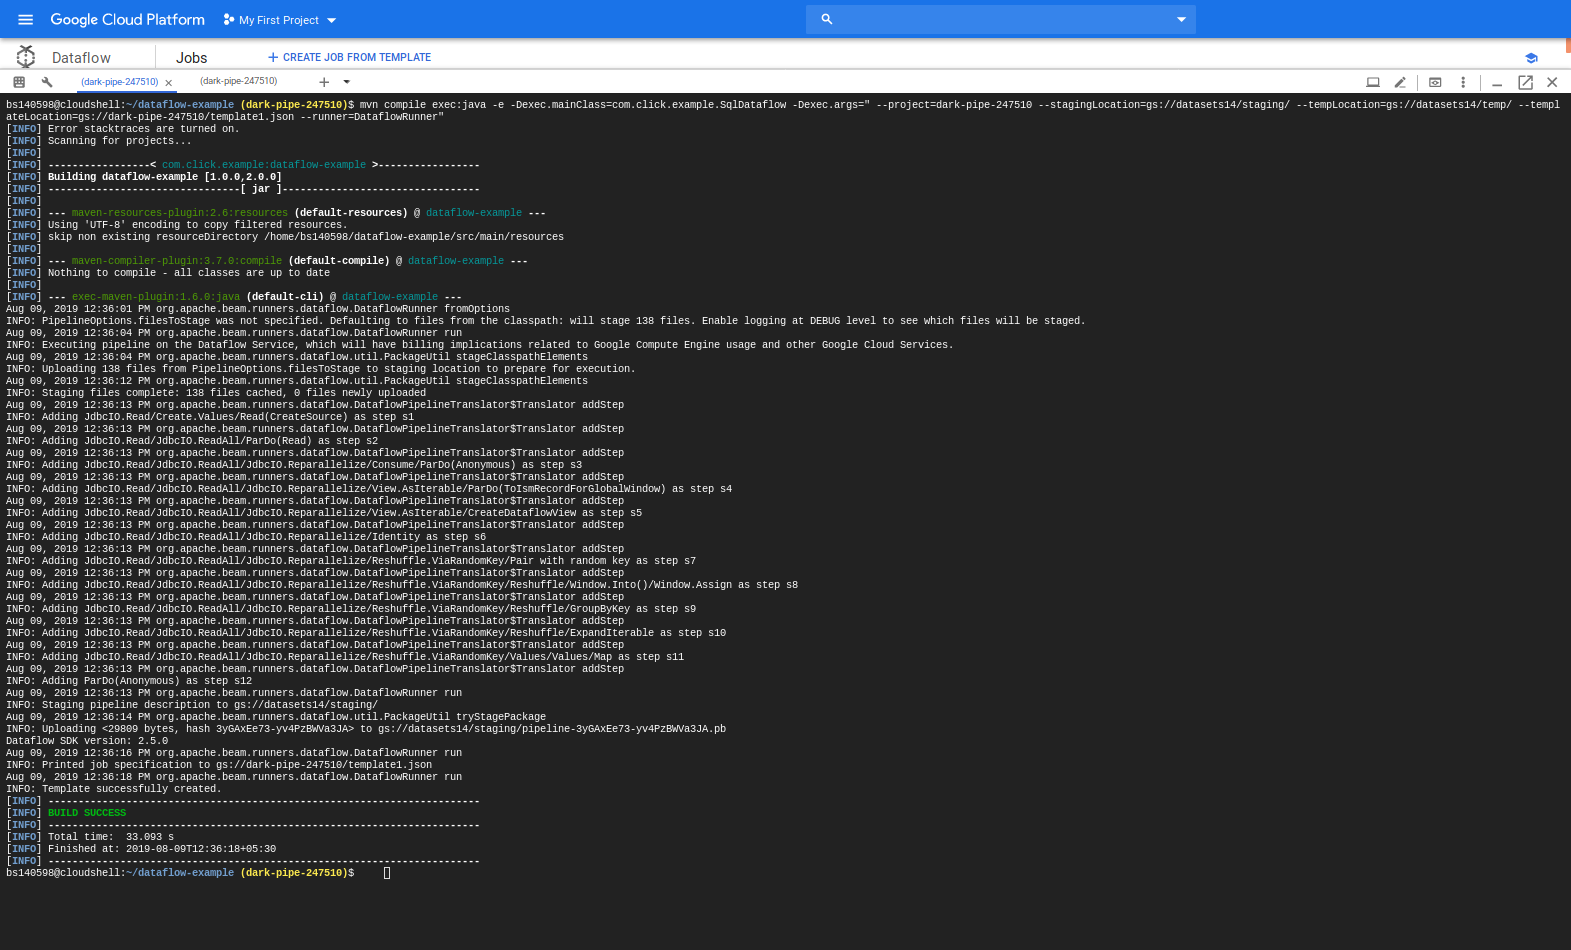 Google Cloud Platform My First Project
Dataflow Jobs CREATE JOB FROM TEMPLATE
(dark-pipe-247510) × (dark-pipe-247510) +
bs140598@cloudshell:~/dataflow-example (dark-pipe-247510)$ mvn compile exec:java -e -Dexec.mainClass=com.click.example.SqlDataflow -Dexec.args=" --project=dark-pipe-247510 --stagingLocation=gs://datasets14/staging/ --tempLocation=gs://datasets14/temp/ --templ
ateLocation=gs://dark-pipe-247510/template1.json --runner=DataflowRunner"
[INFO] Error stacktraces are turned on.
[INFO] Scanning for projects...
[INFO]
[INFO] -----------------< com.click.example:dataflow-example >-----------------
[INFO] Building dataflow-example [1.0.0,2.0.0]
[INFO] --------------------------------[ jar ]---------------------------------
[INFO]
[INFO] --- maven-resources-plugin:2.6:resources (default-resources) @ dataflow-example ---
[INFO] Using 'UTF-8' encoding to copy filtered resources.
[INFO] skip non existing resourceDirectory /home/bs140598/dataflow-example/src/main/resources
[INFO]
[INFO] --- maven-compiler-plugin:3.7.0:compile (default-compile) @ dataflow-example ---
[INFO] Nothing to compile - all classes are up to date
[INFO]
[INFO] --- exec-maven-plugin:1.6.0:java (default-cli) @ dataflow-example ---
Aug 09, 2019 12:36:01 PM org.apache.beam.runners.dataflow.DataflowRunner fromOptions
INFO: PipelineOptions.filesToStage was not specified. Defaulting to files from the classpath: will stage 138 files. Enable logging at DEBUG level to see which files will be staged.
Aug 09, 2019 12:36:04 PM org.apache.beam.runners.dataflow.DataflowRunner run
INFO: Executing pipeline on the Dataflow Service, which will have billing implications related to Google Compute Engine usage and other Google Cloud Services.
Aug 09, 2019 12:36:04 PM org.apache.beam.runners.dataflow.util.PackageUtil stageClasspathElements
INFO: Uploading 138 files from PipelineOptions.filesToStage to staging location to prepare for execution.
Aug 09, 2019 12:36:12 PM org.apache.beam.runners.dataflow.util.PackageUtil stageClasspathElements
INFO: Staging files complete: 138 files cached, 0 files newly uploaded
Aug 09, 2019 12:36:13 PM org.apache.beam.runners.dataflow.DataflowPipelineTranslator$Translator addStep
INFO: Adding JdbcIO.Read/Create.Values/Read(CreateSource) as step s1
Aug 09, 2019 12:36:13 PM org.apache.beam.runners.dataflow.DataflowPipelineTranslator$Translator addStep
INFO: Adding JdbcIO.Read/JdbcIO.ReadAll/ParDo(Read) as step s2
Aug 09, 2019 12:36:13 PM org.apache.beam.runners.dataflow.DataflowPipelineTranslator$Translator addStep
INFO: Adding JdbcIO.Read/JdbcIO.ReadAll/JdbcIO.Reparallelize/Consume/ParDo(Anonymous) as step s3
Aug 09, 2019 12:36:13 PM org.apache.beam.runners.dataflow.DataflowPipelineTranslator$Translator addStep
INFO: Adding JdbcIO.Read/JdbcIO.ReadAll/JdbcIO.Reparallelize/View.AsIterable/ParDo(ToIsmRecordForGlobalWindow) as step s4
Aug 09, 2019 12:36:13 PM org.apache.beam.runners.dataflow.DataflowPipelineTranslator$Translator addStep
INFO: Adding JdbcIO.Read/JdbcIO.ReadAll/JdbcIO.Reparallelize/View.AsIterable/CreateDataflowView as step s5
Aug 09, 2019 12:36:13 PM org.apache.beam.runners.dataflow.DataflowPipelineTranslator$Translator addStep
INFO: Adding JdbcIO.Read/JdbcIO.ReadAll/JdbcIO.Reparallelize/Identity as step s6
Aug 09, 2019 12:36:13 PM org.apache.beam.runners.dataflow.DataflowPipelineTranslator$Translator addStep
INFO: Adding JdbcIO.Read/JdbcIO.ReadAll/JdbcIO.Reparallelize/Reshuffle.ViaRandomKey/Pair with random key as step s7
Aug 09, 2019 12:36:13 PM org.apache.beam.runners.dataflow.DataflowPipelineTranslator$Translator addStep
INFO: Adding JdbcIO.Read/JdbcIO.ReadAll/JdbcIO.Reparallelize/Reshuffle.ViaRandomKey/Reshuffle/Window.Into()/Window.Assign as step s8
Aug 09, 2019 12:36:13 PM org.apache.beam.runners.dataflow.DataflowPipelineTranslator$Translator addStep
INFO: Adding JdbcIO.Read/JdbcIO.ReadAll/JdbcIO.Reparallelize/Reshuffle.ViaRandomKey/Reshuffle/GroupByKey as step s9
Aug 09, 2019 12:36:13 PM org.apache.beam.runners.dataflow.DataflowPipelineTranslator$Translator addStep
INFO: Adding JdbcIO.Read/JdbcIO.ReadAll/JdbcIO.Reparallelize/Reshuffle.ViaRandomKey/Reshuffle/ExpandIterable as step s10
Aug 09, 2019 12:36:13 PM org.apache.beam.runners.dataflow.DataflowPipelineTranslator$Translator addStep
INFO: Adding JdbcIO.Read/JdbcIO.ReadAll/JdbcIO.Reparallelize/Reshuffle.ViaRandomKey/Values/Values/Map as step s11
Aug 09, 2019 12:36:13 PM org.apache.beam.runners.dataflow.DataflowPipelineTranslator$Translator addStep
INFO: Adding ParDo(Anonymous) as step s12
Aug 09, 2019 12:36:13 PM org.apache.beam.runners.dataflow.DataflowRunner run
INFO: Staging pipeline description to gs://datasets14/staging/
Aug 09, 2019 12:36:14 PM org.apache.beam.runners.dataflow.util.PackageUtil tryStagePackage
INFO: Uploading <29809 bytes, hash 3yGAxEe73-yv4PzBWVa3JA> to gs://datasets14/staging/pipeline-3yGAxEe73-yv4PzBWVa3JA.pb
Dataflow SDK version: 2.5.0
Aug 09, 2019 12:36:16 PM org.apache.beam.runners.dataflow.DataflowRunner run
INFO: Printed job specification to gs://dark-pipe-247510/template1.json
Aug 09, 2019 12:36:18 PM org.apache.beam.runners.dataflow.DataflowRunner run
INFO: Template successfully created.
[INFO] ------------------------------------------------------------------------
[INFO] BUILD SUCCESS
[INFO] ------------------------------------------------------------------------
[INFO] Total time:  33.093 s
[INFO] Finished at: 2019-08-09T12:36:18+05:30
[INFO] ------------------------------------------------------------------------
bs140598@cloudshell:~/dataflow-example (dark-pipe-247510)$